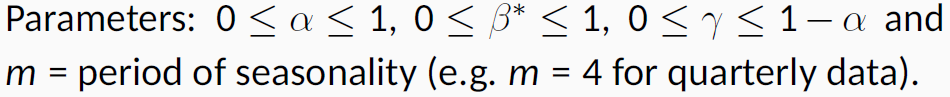 Parameters: 0 ≤ α ≤ 1, 0 ≤ β* ≤ 1, 0 ≤ γ ≤ 1 – α and
m = period of seasonality (e.g. m = 4 for quarterly data).